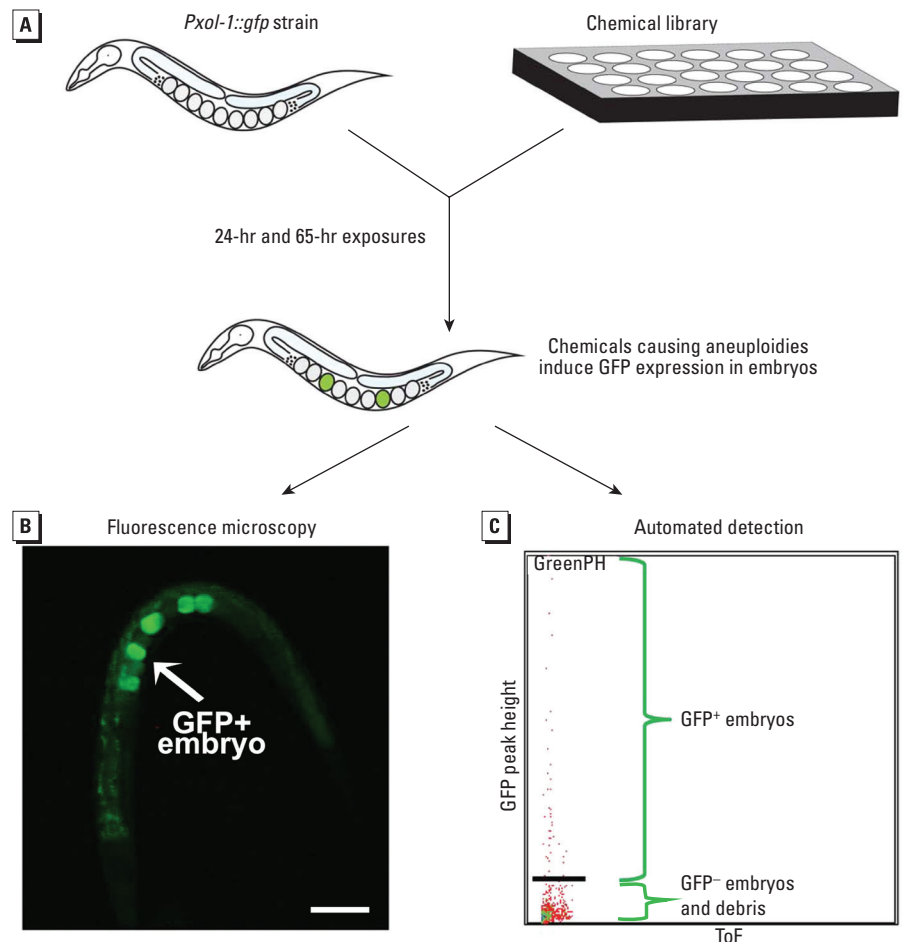 A
Pxol-1::gfp strain
Chemical library
24-hr and 65-hr exposures
Chemicals causing aneuploidies
induce GFP expression in embryos
B
Fluorescence microscopy
GFP+
embryo
C
Automated detection
GreenPH
GFP peak height
GFP⁺ embryos
GFP⁻ embryos
and debris
ToF